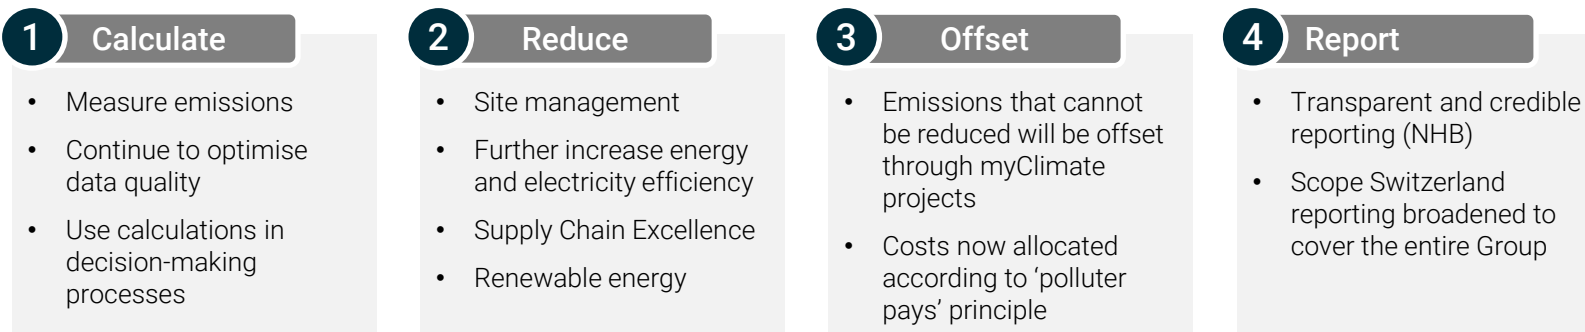 1 Calculate
• Measure emissions
• Continue to optimise
data quality
• Use calculations in
decision-making
processes
2 Reduce
• Site management
• Further increase energy
and electricity efficiency
• Supply Chain Excellence
• Renewable energy
3 Offset
• Emissions that cannot
be reduced will be offset
through myClimate
projects
• Costs now allocated
according to ‘polluter
pays’ principle
4 Report
• Transparent and credible
reporting (NHB)
• Scope Switzerland
reporting broadened to
cover the entire Group